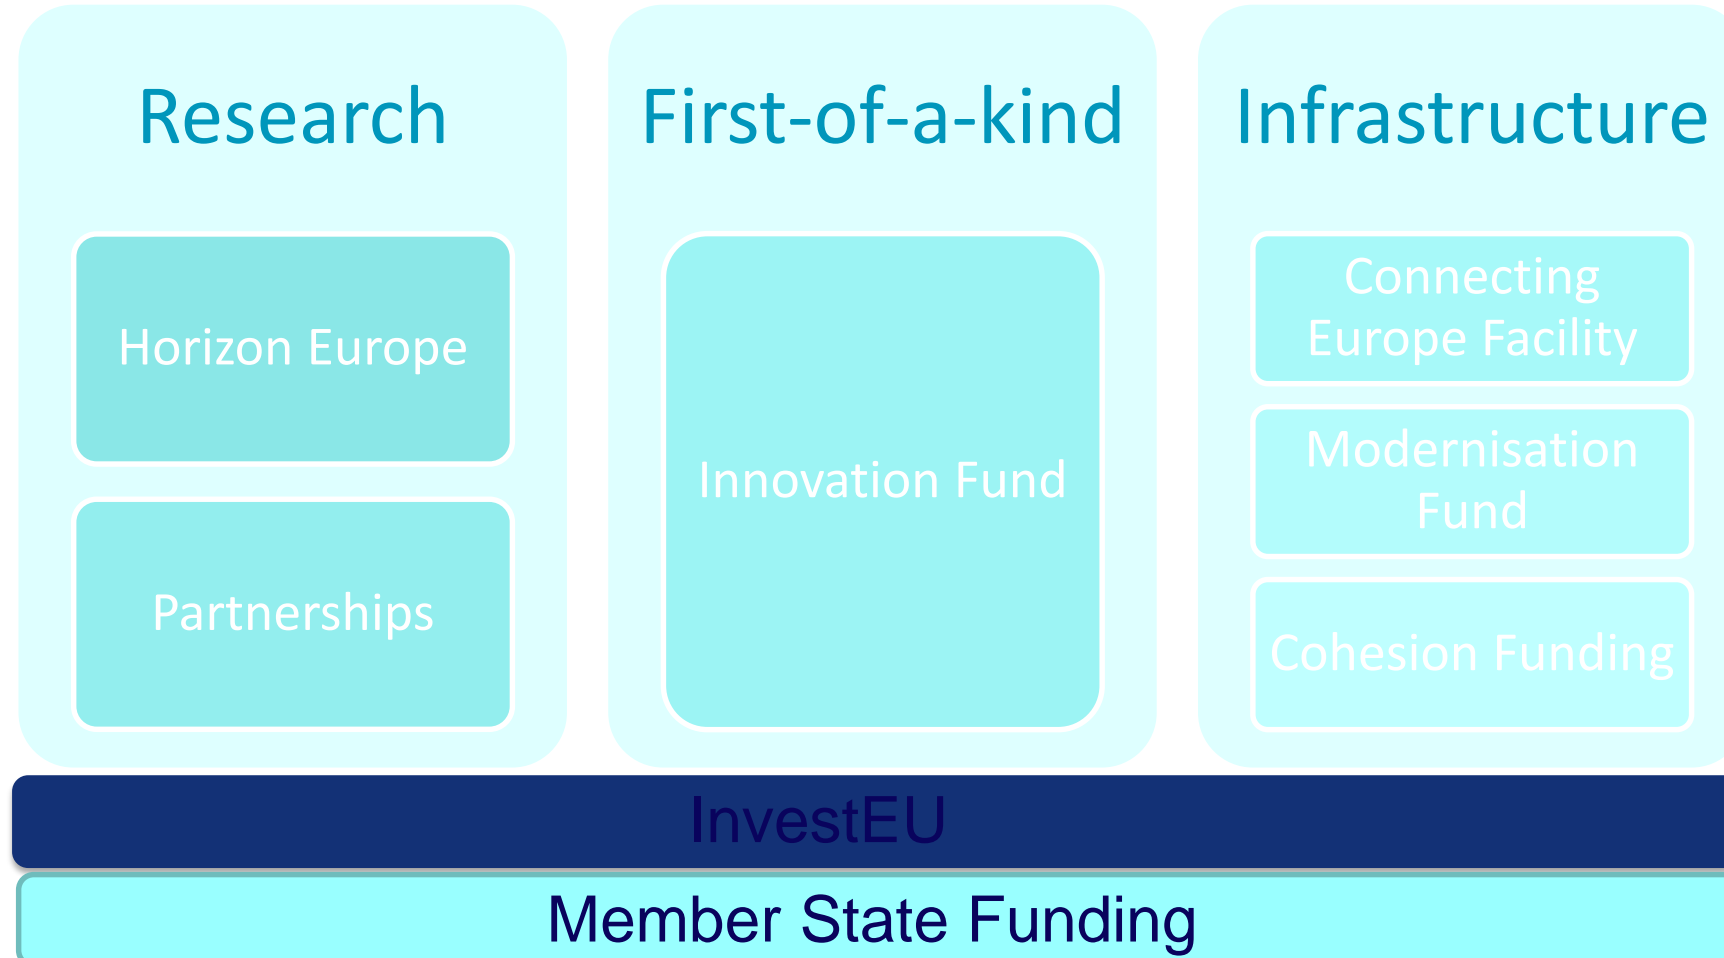 Research
Horizon Europe
Partnerships
First-of-a-kind
Innovation Fund
Infrastructure
Connecting
Europe Facility
Modernisation
Fund
Cohesion Funding
InvestEU
Member State Funding